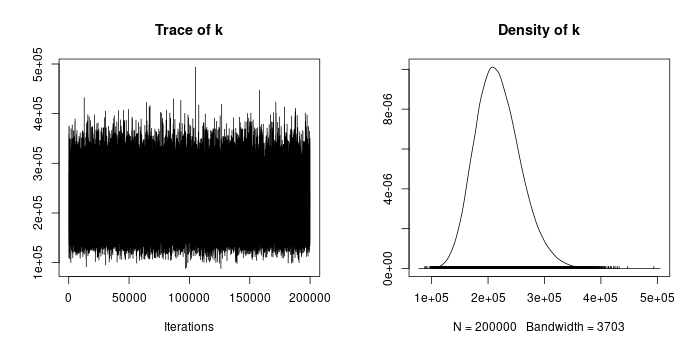 Trace of k
1e+05 2e+05 3e+05 4e+05 5e+05
0 50000 100000 150000 200000
Iterations
Density of k
0e+00 4e-06 8e-06
1e+05 2e+05 3e+05 4e+05 5e+05
N = 200000 Bandwidth = 3703